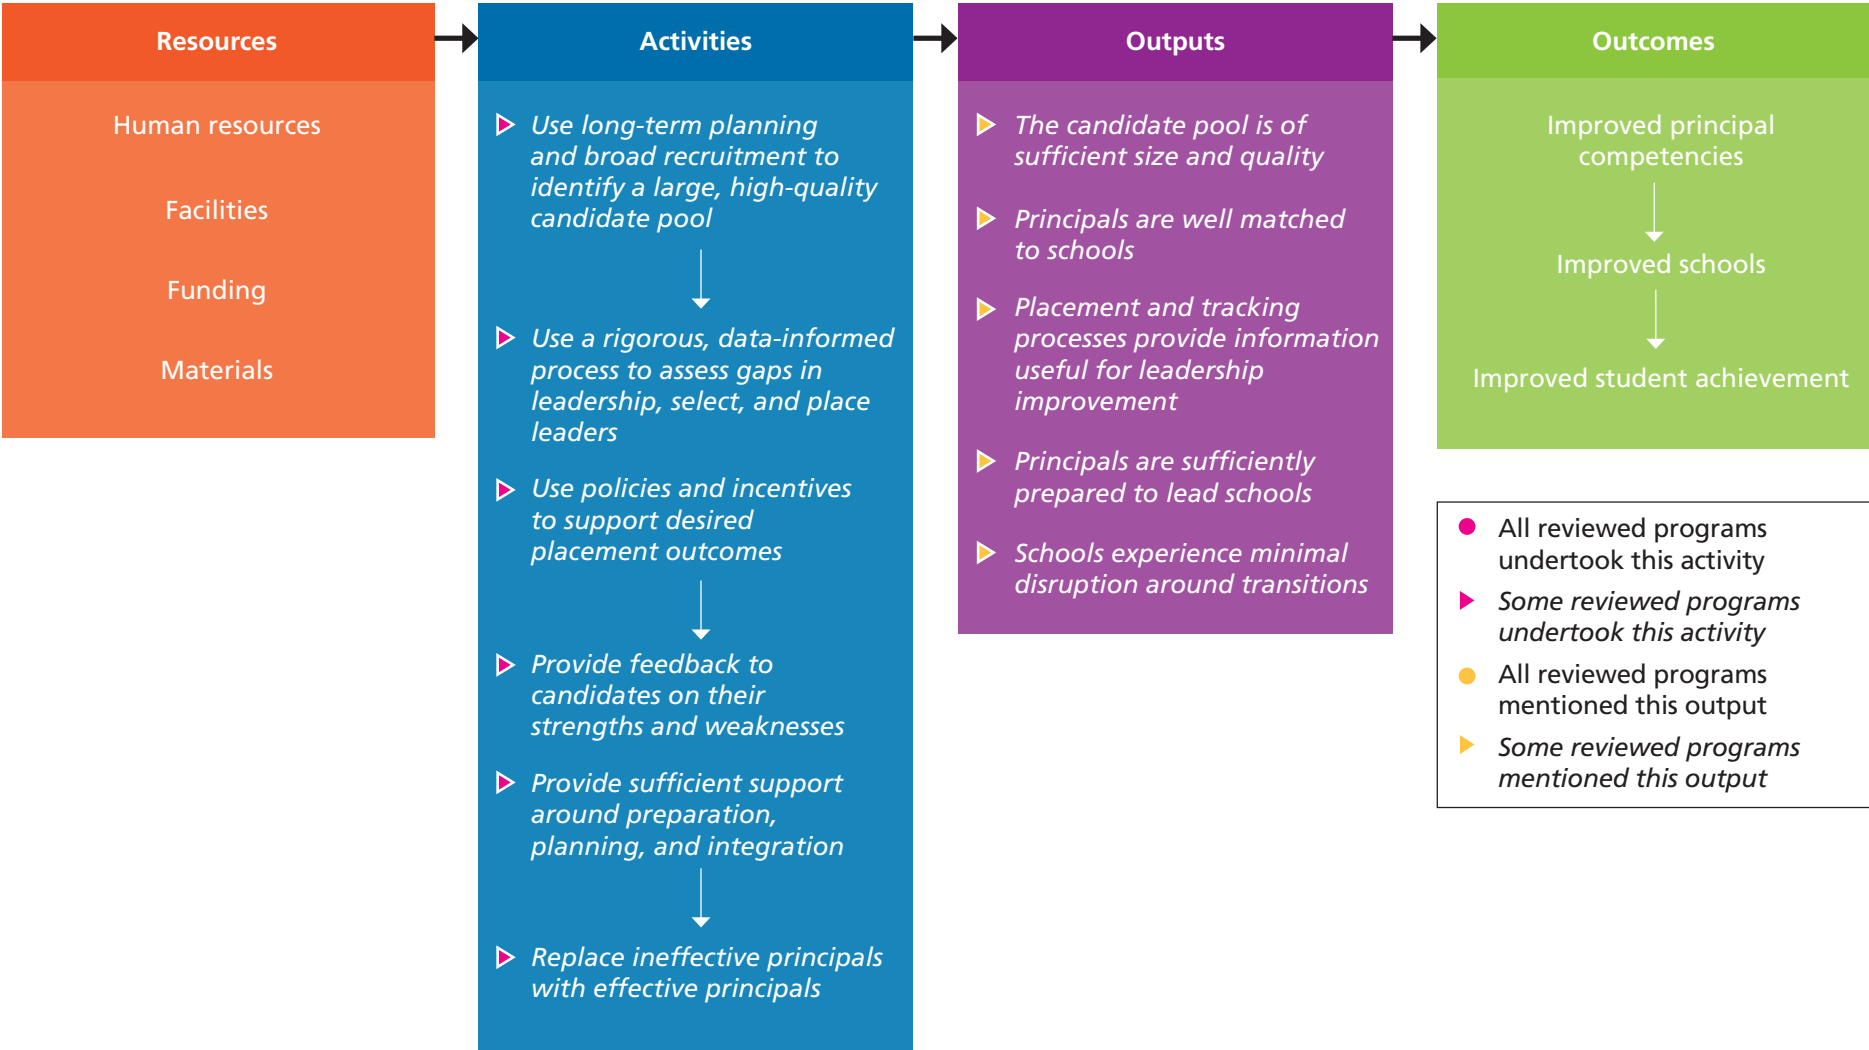 Resources
Human resources
Facilities
Funding
Materials
Activities
Use long-term planning
and broad recruitment to
identify a large, high-quality
candidate pool
Use a rigorous, data-informed
process to assess gaps in
leadership, select, and place
leaders
Use policies and incentives
to support desired
placement outcomes
Provide feedback to
candidates on their
strengths and weaknesses
Provide sufficient support
around preparation,
planning, and integration
Replace ineffective principals
with effective principals
Outputs
The candidate pool is of
sufficient size and quality
Principals are well matched
to schools
Placement and tracking
processes provide information
useful for leadership
improvement
Principals are sufficiently
prepared to lead schools
Schools experience minimal
disruption around transitions
Outcomes
Improved principal
competencies
Improved schools
Improved student achievement
All reviewed programs
undertook this activity
Some reviewed programs
undertook this activity
All reviewed programs
mentioned this output
Some reviewed programs
mentioned this output